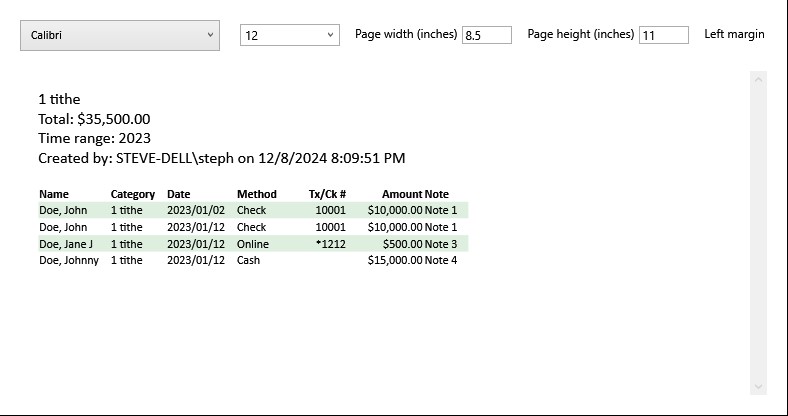 Calibri 12 Page width (inches) 8.5 Page height (inches) 11 Left margin
1 tithe
Total: $35,500.00
Time range: 2023
Created by: STEVE-DELL\steph on 12/8/2024 8:09:51 PM
Name Category Date Method Tx/Ck # Amount Note
Doe, John 1 tithe 2023/01/02 Check 10001 $10,000.00 Note 1
Doe, John 1 tithe 2023/01/12 Check 10001 $10,000.00 Note 1
Doe, Jane J 1 tithe 2023/01/12 Online *1212 $500.00 Note 3
Doe, Johnny 1 tithe 2023/01/12 Cash $15,000.00 Note 4